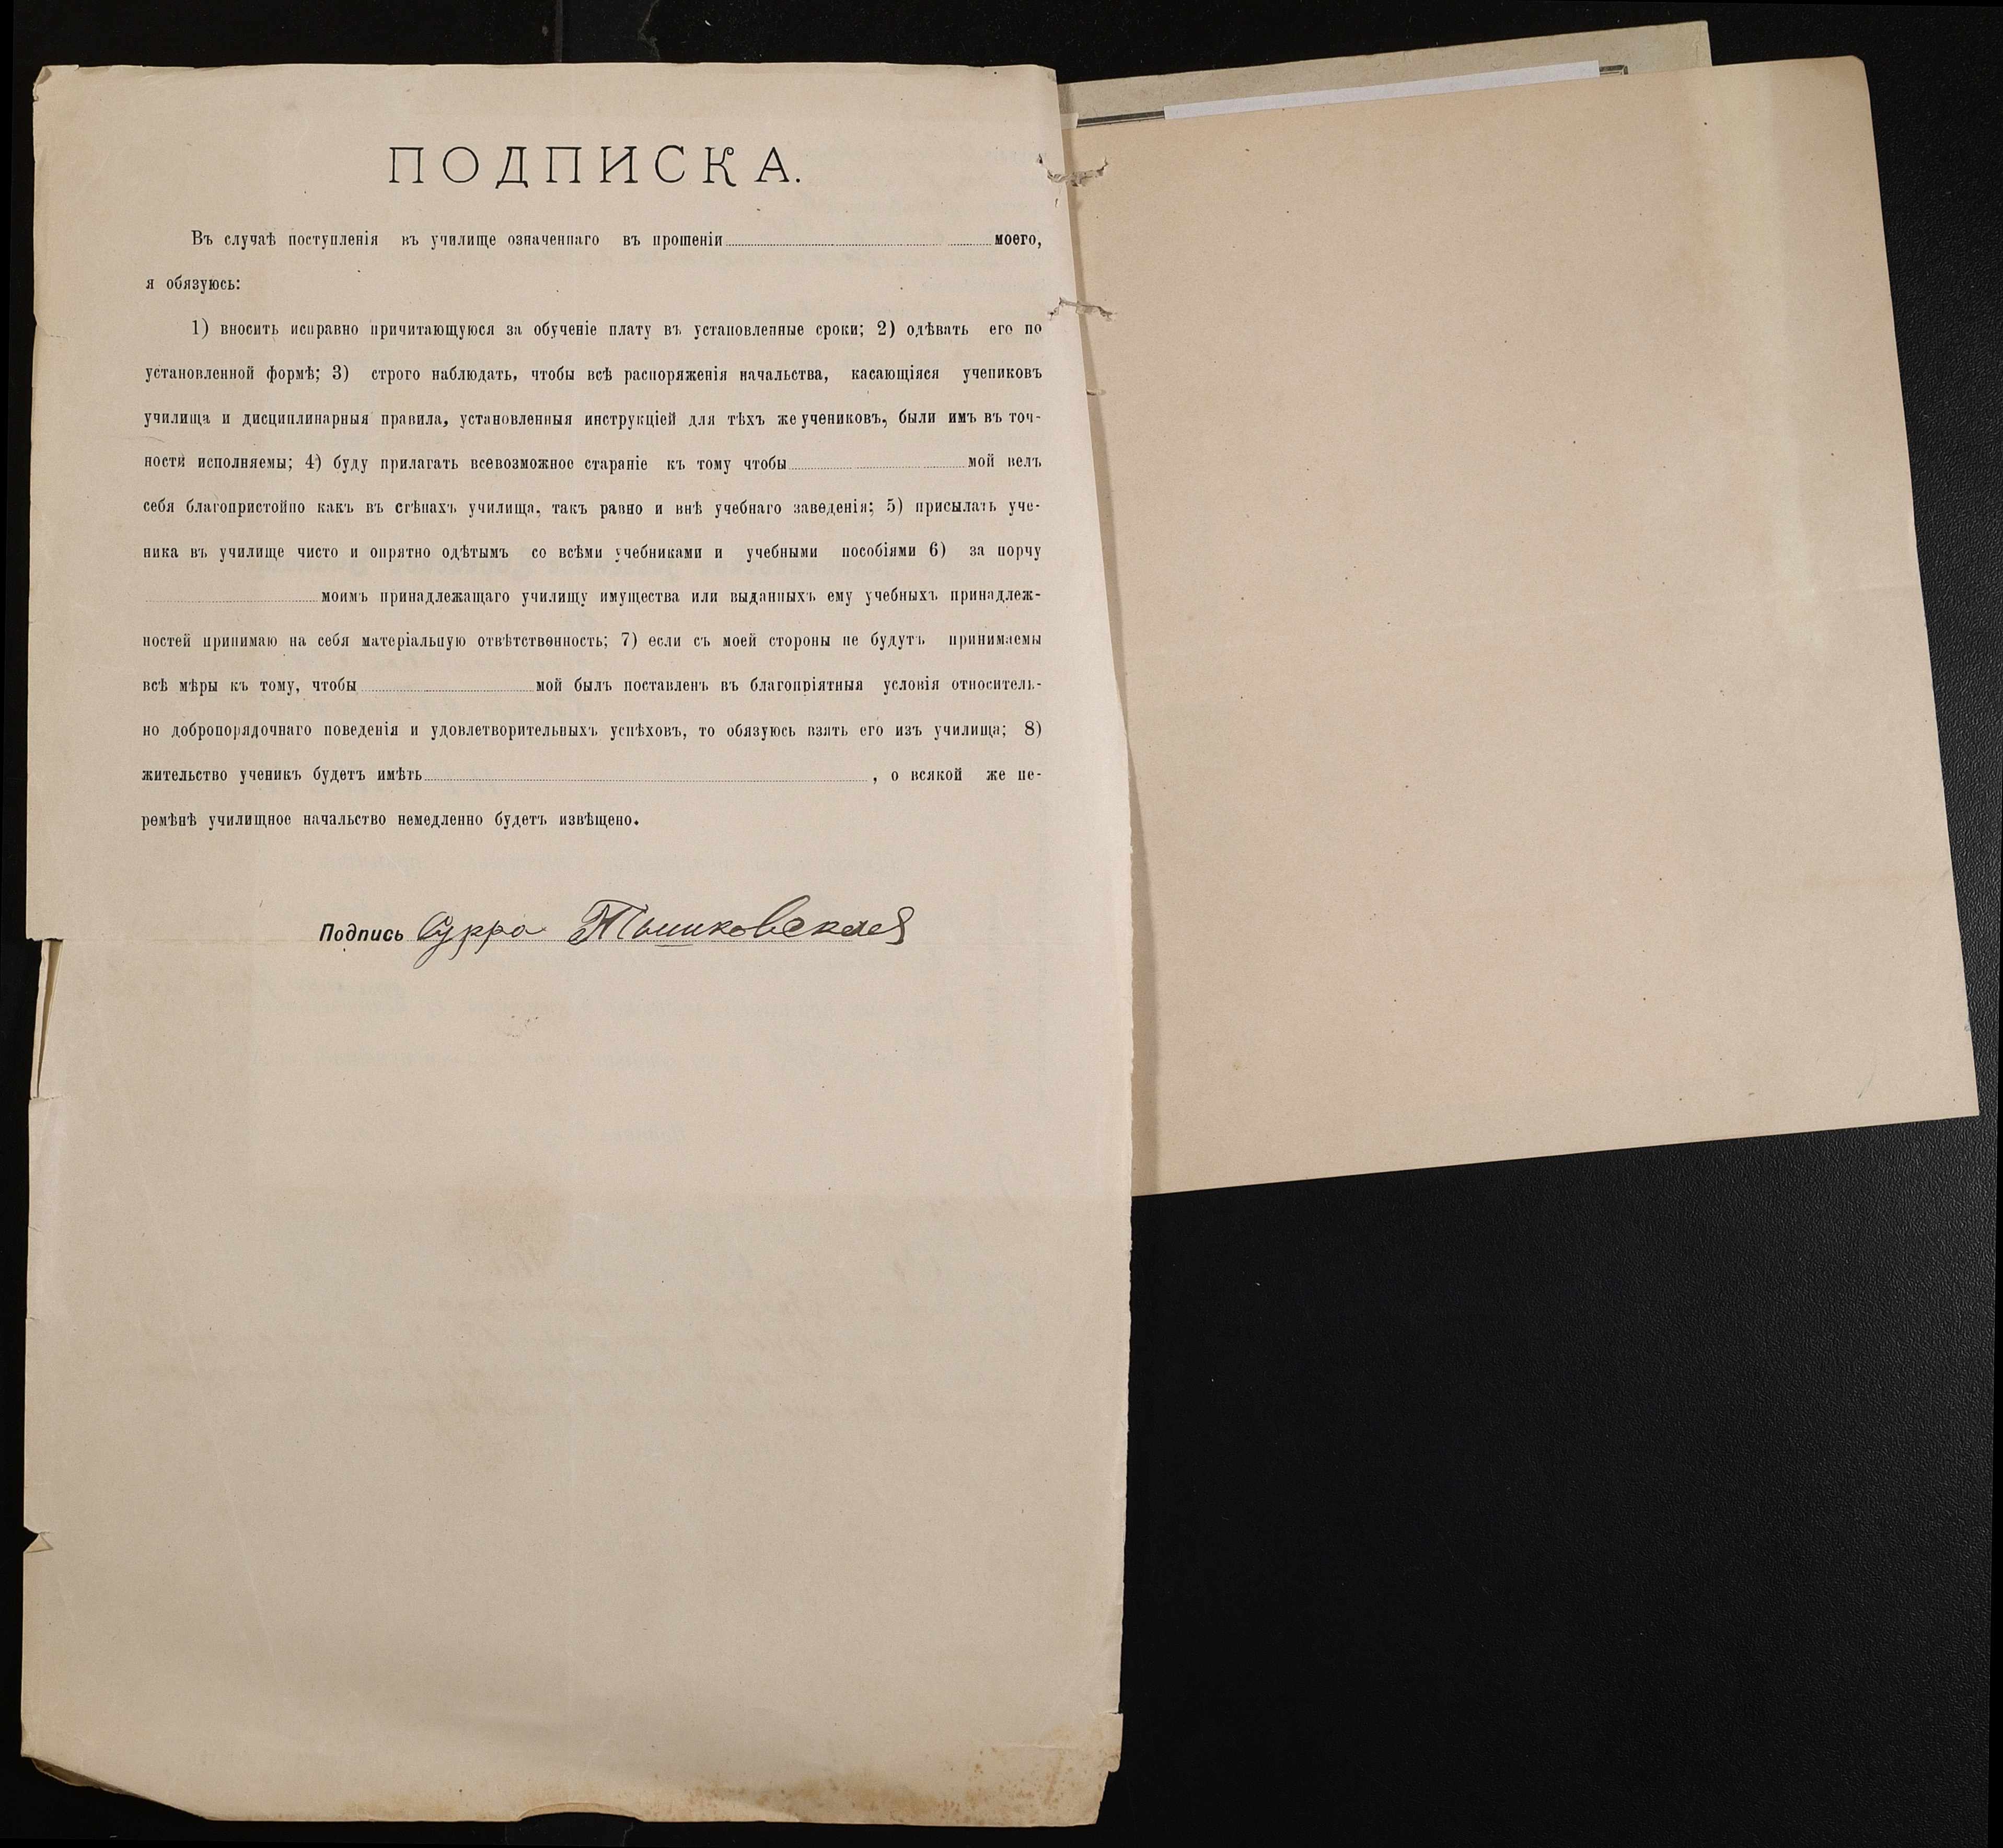 ПОДПИСКА.
Въ случаѣ поступленія въ училище означеннаго въ прошеніи моего,
я обязуюсь:
1) вносить исправно причитающуюся за обученіе плату въ установленные сроки; 2) одѣвать его по
установленной формѣ; 3) строго наблюдать, чтобы всѣ распоряженія начальства, касающіяся учениковъ
училища и дисциплинарныя правила, установленныя инструкціей для тѣхъ же учениковъ, были имъ въ точ-
ности исполняемы; 4) буду прилагать всевозможное стараніе къ тому чтобы мой велъ
себя благопристойно какъ въ стѣнахъ училища, такъ равно и внѣ учебнаго заведенія; 5) присылать уче-
ника въ училище чисто и опрятно одѣтымъ со всѣми учебниками и учебными пособіями 6) за порчу
моимъ принадлежащаго училищу имущества или выданныхъ ему учебныхъ принадлеж-
ностей принимаю на себя матеріальную отвѣтственность; 7) если съ моей стороны не будутъ принимаемы
всѣ мѣры къ тому, чтобы мой былъ поставленъ въ благопріятныя условія относитель-
но добропорядочнаго поведенія и удовлетворительныхъ успѣховъ, то обязуюсь взять его изъ училища; 8)
жительство ученикъ будетъ имѣть , о всякой же пе-
ремѣнѣ училищное начальство немедленно будетъ извѣщено.
Подпись Сурра Тышковская